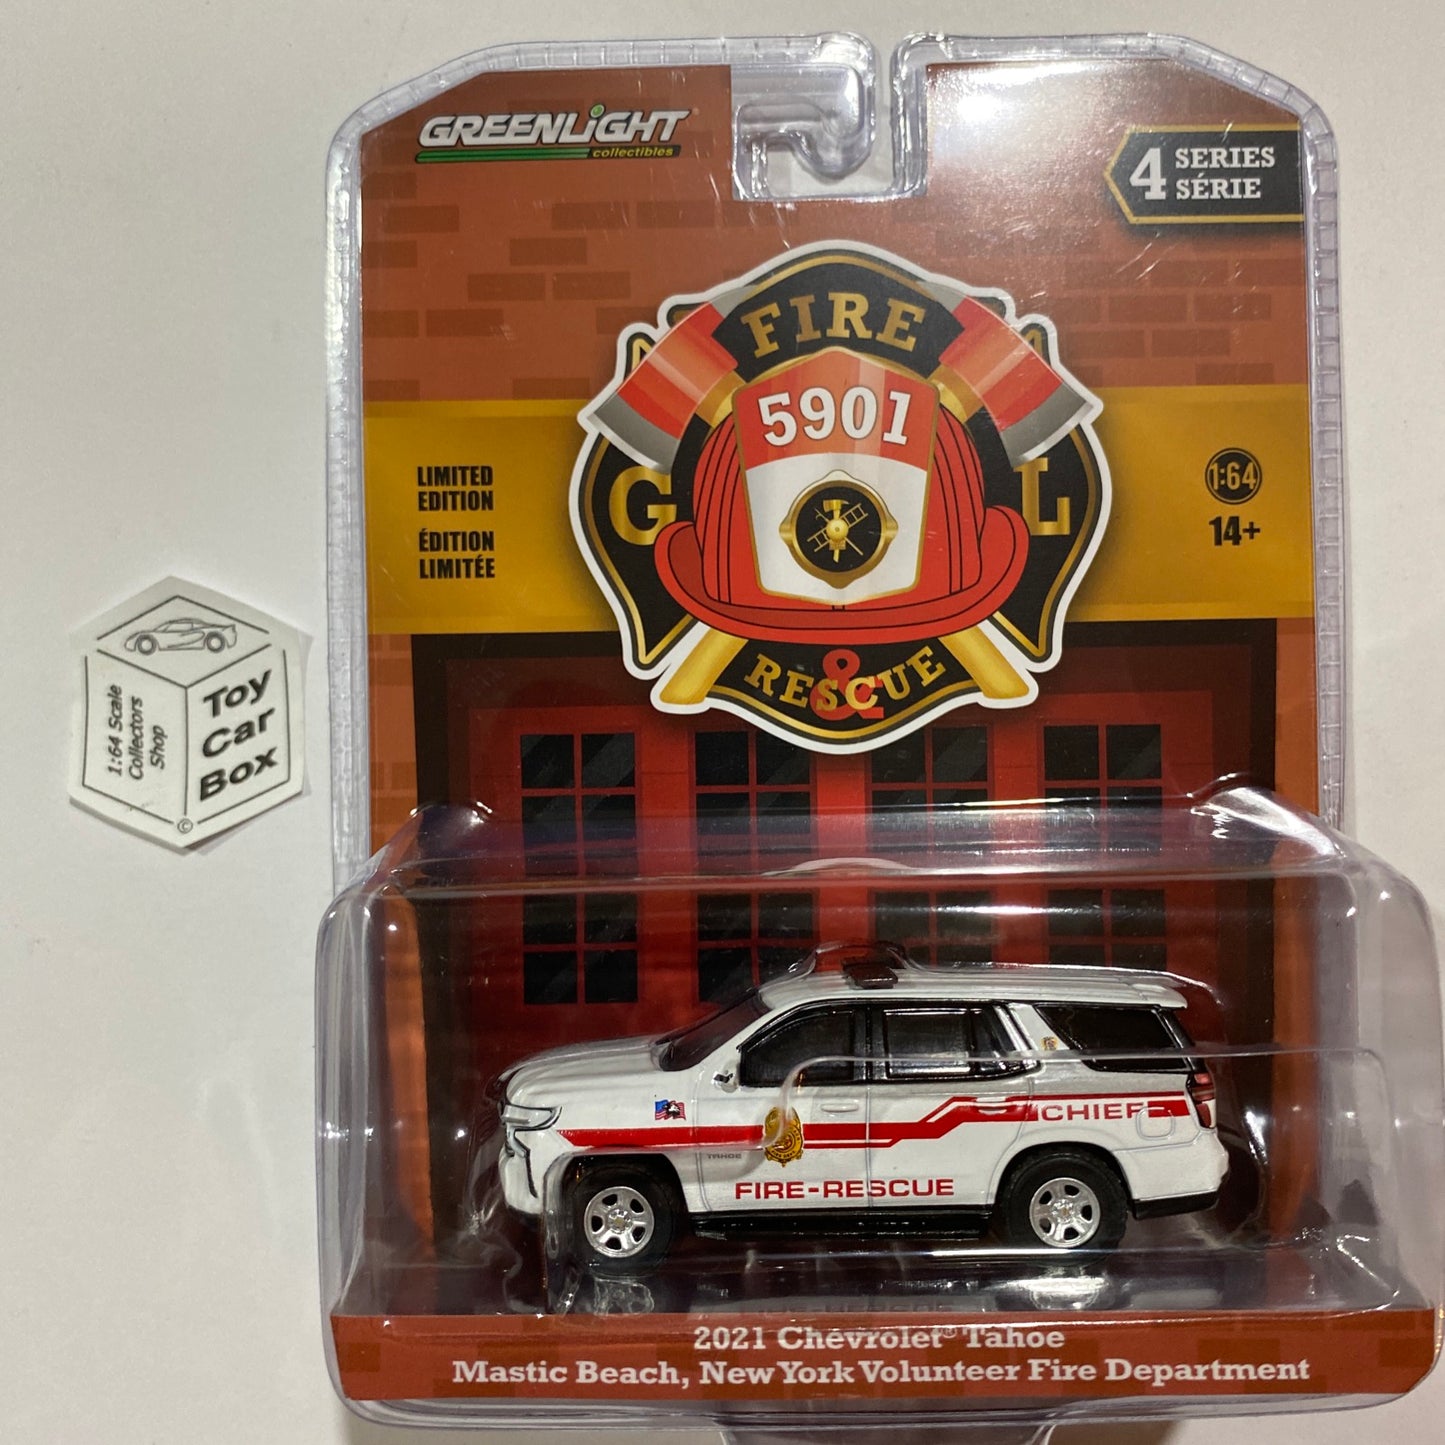 GREENLiGHT
collectibles
4 SERIES
SÉRIE
FIRE
5901
G L
&
RESCUE
LIMITED
EDITION
ÉDITION
LIMITÉE
1:64
14+
1:64 Scale
Collectors
Shop
Toy
Car
Box
©
CHIEF
TAHOE
FIRE-RESCUE
2021 Chevrolet® Tahoe
Mastic Beach, New York Volunteer Fire Department